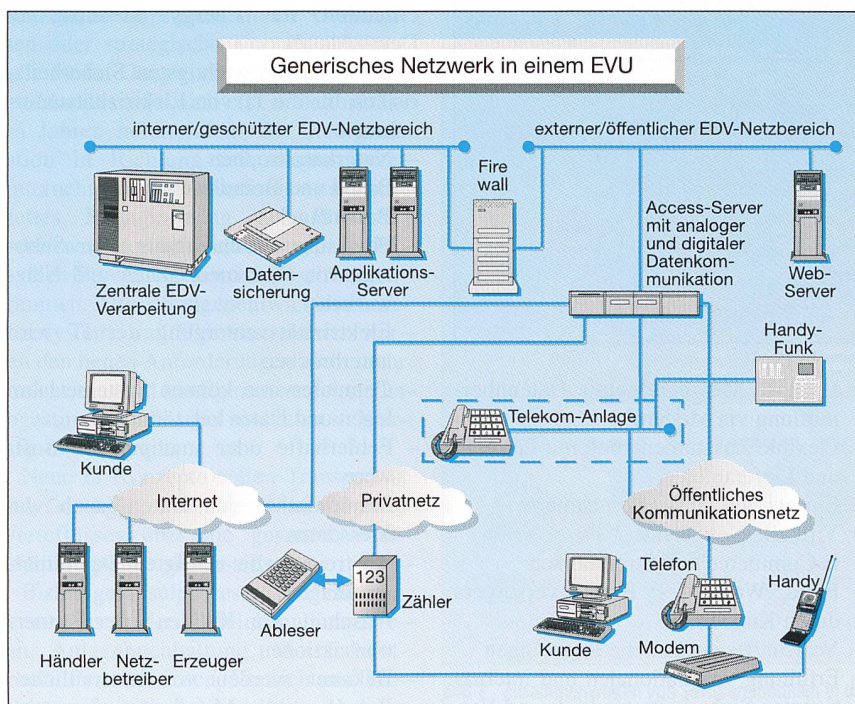 Generisches Netzwerk in einem EVU
interner/geschützter EDV-Netzbereich
externer/öffentlicher EDV-Netzbereich
Fire
wall
Access-Server
mit analoger
und digitaler
Datenkom-
munikation
Zentrale EDV-
Verarbeitung
Daten-
sicherung
Applikations-
Server
Web-
Server
Handy-
Funk
Telekom-Anlage
Kunde
Internet
Privatnetz
Öffentliches
Kommunikationsnetz
123
Zähler
Ableser
Händler
Netz-
betreiber
Erzeuger
Kunde
Telefon
Handy
Modem